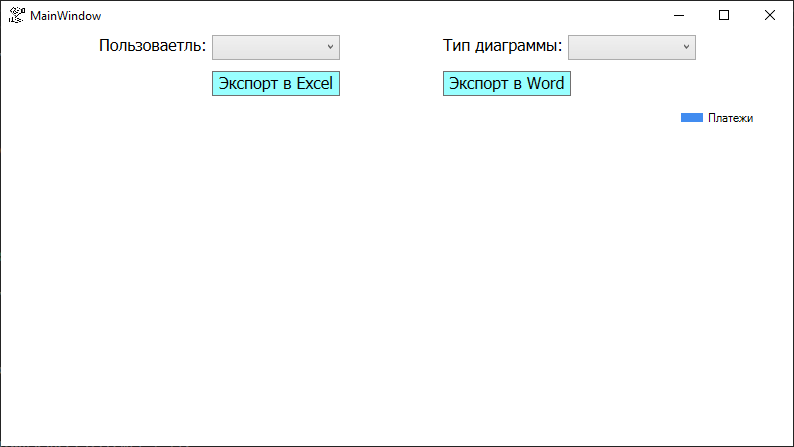 MainWindow
Пользоваетль: Тип диаграммы:
Экспорт в Excel Экспорт в Word
Платежи